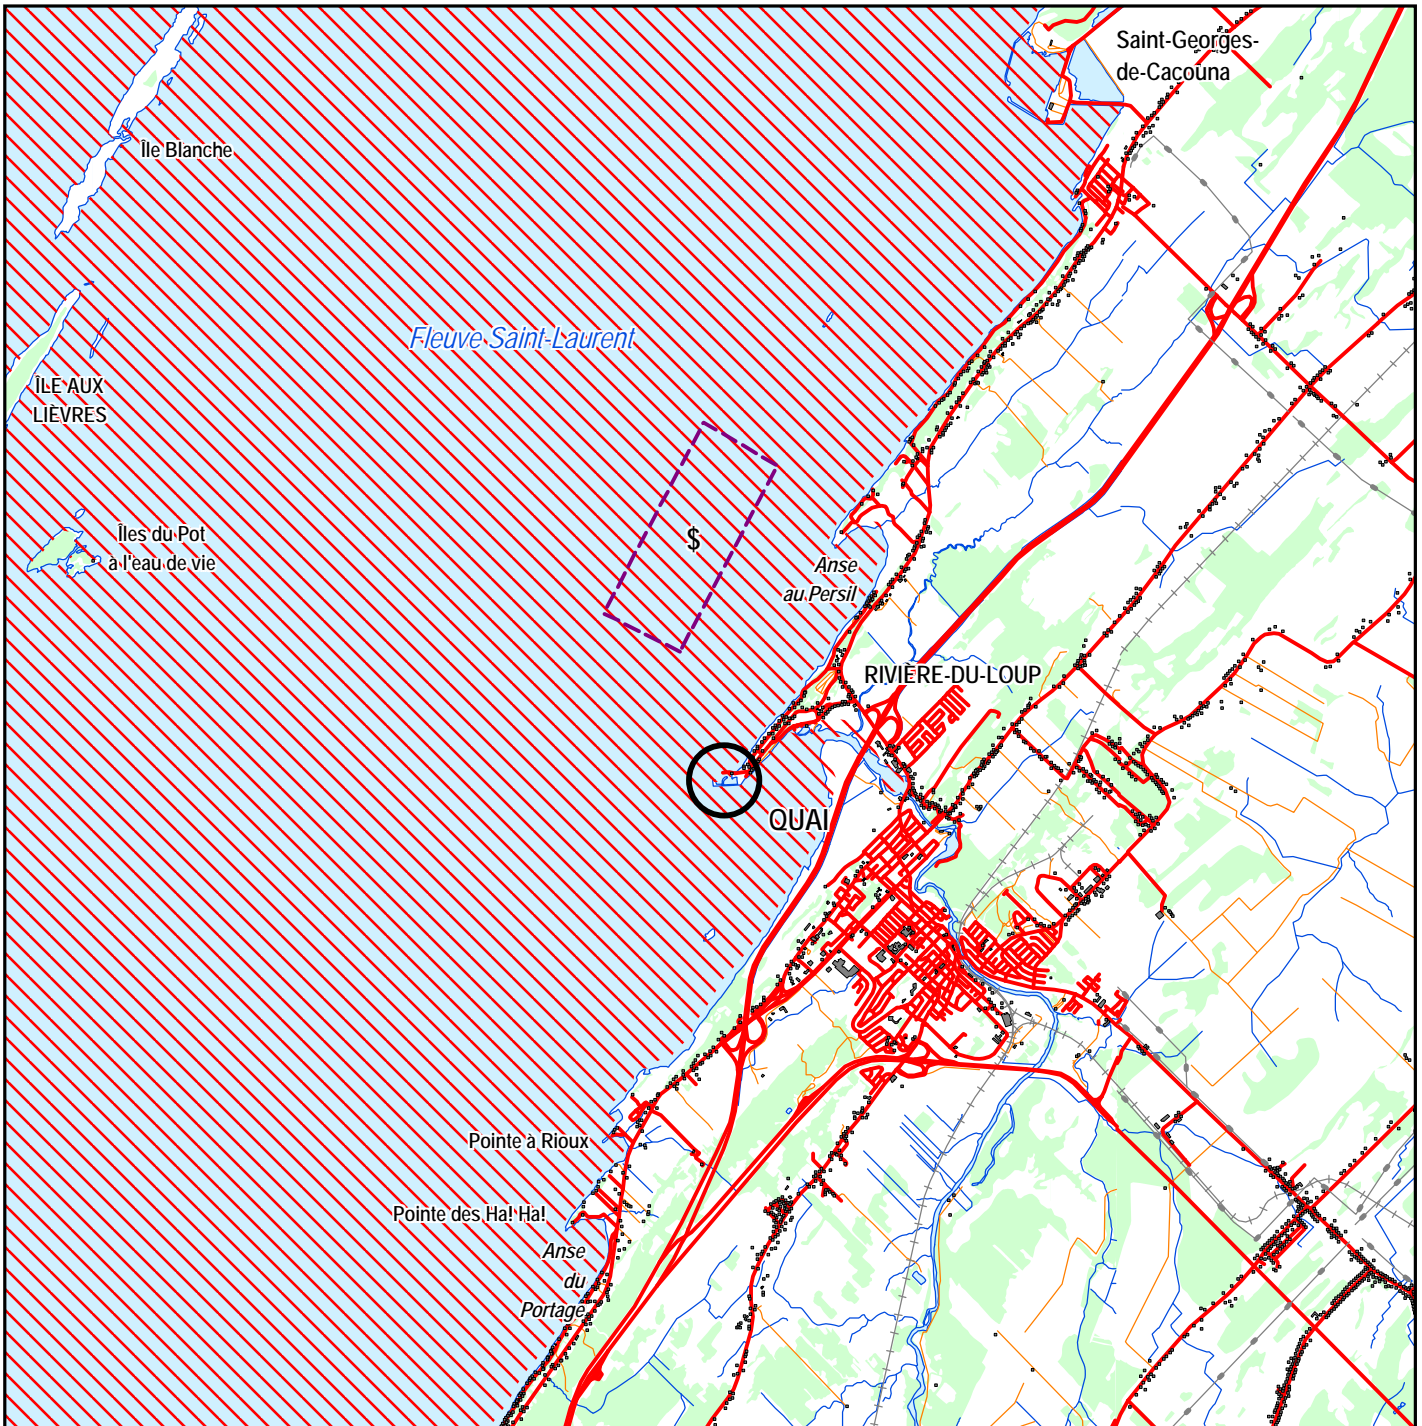 Saint-Georges-
de-Cacouna
Île Blanche
Fleuve Saint-Laurent
ÎLE AUX
LIÈVRES
$
Îles du Pot
à l'eau de vie
Anse
au Persil
RIVIÈRE-DU-LOUP
QUAI
Pointe à Rioux
Pointe des Ha! Ha!
Anse
du
Portage